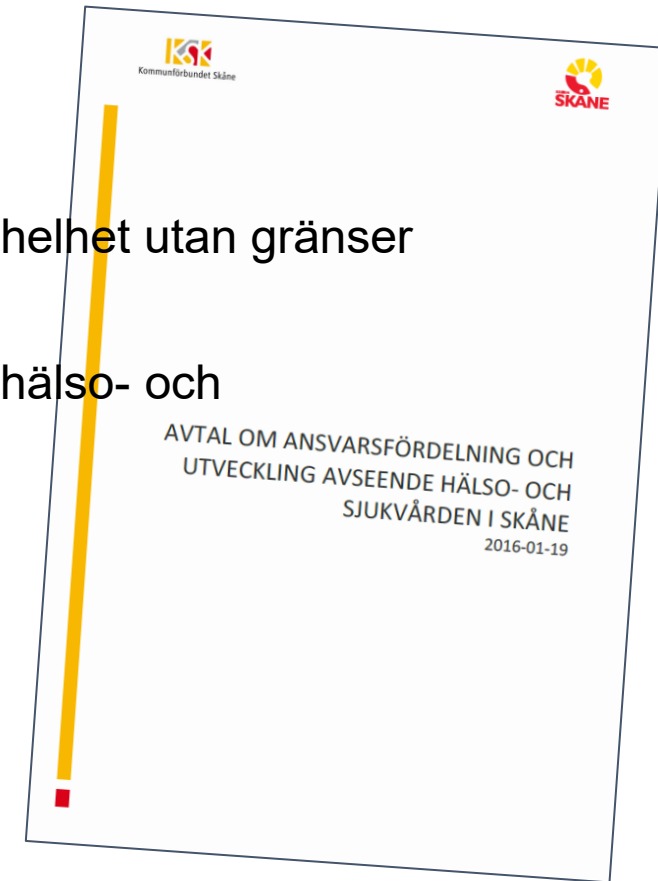 KSK
Kommunförbundet Skåne
SKÅNE
helhet utan gränser
hälso- och
AVTAL OM ANSVARSFÖRDELNING OCH
UTVECKLING AVSEENDE HÄLSO- OCH
SJUKVÅRDEN I SKÅNE
2016-01-19